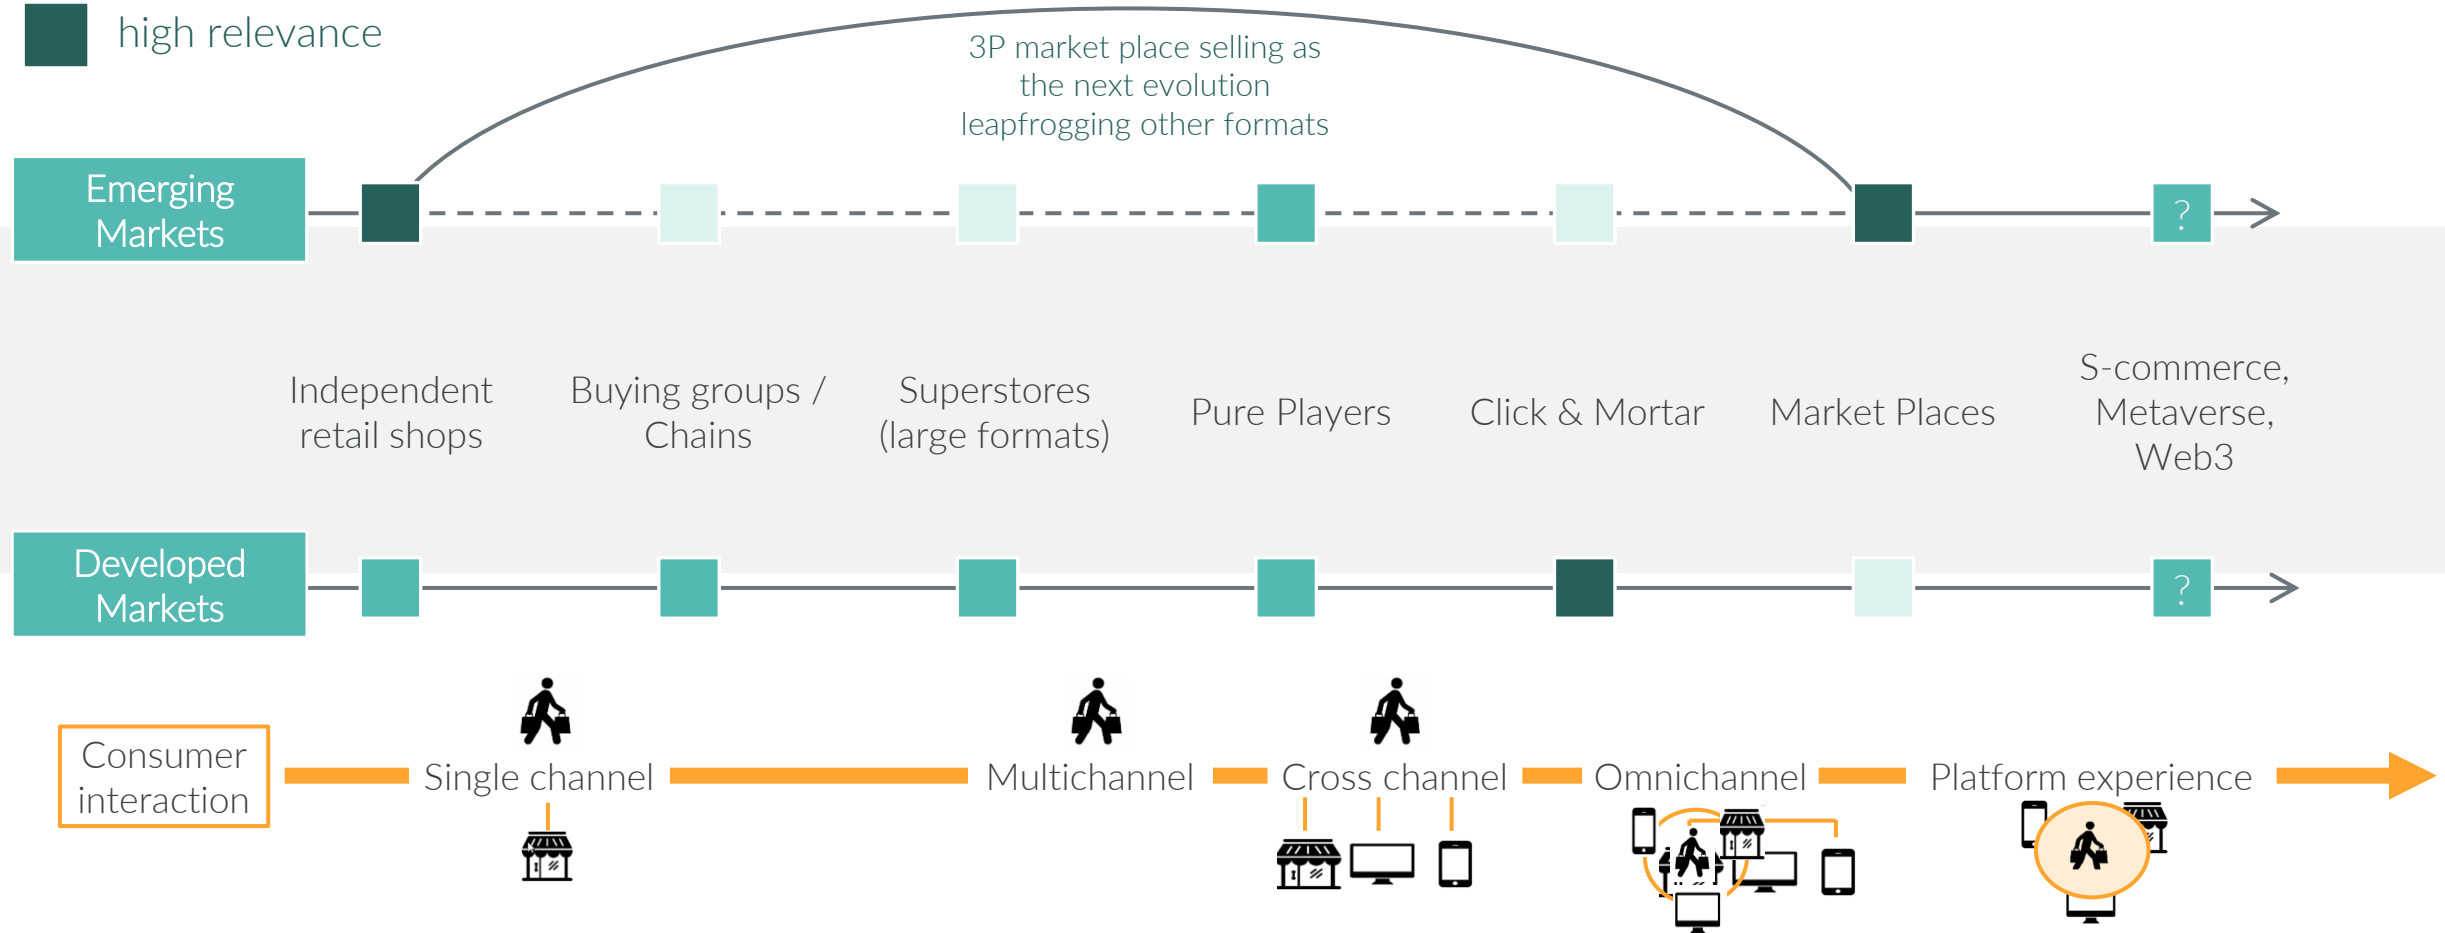 high relevance
3P market place selling as
the next evolution
leapfrogging other formats
Emerging
Markets
?
Independent
retail shops
Buying groups /
Chains
Superstores
(large formats)
Pure Players
Click & Mortar
Market Places
S-commerce,
Metaverse,
Web3
Developed
Markets
?
Consumer
interaction
Single channel
Multichannel
Cross channel
Omnichannel
Platform experience